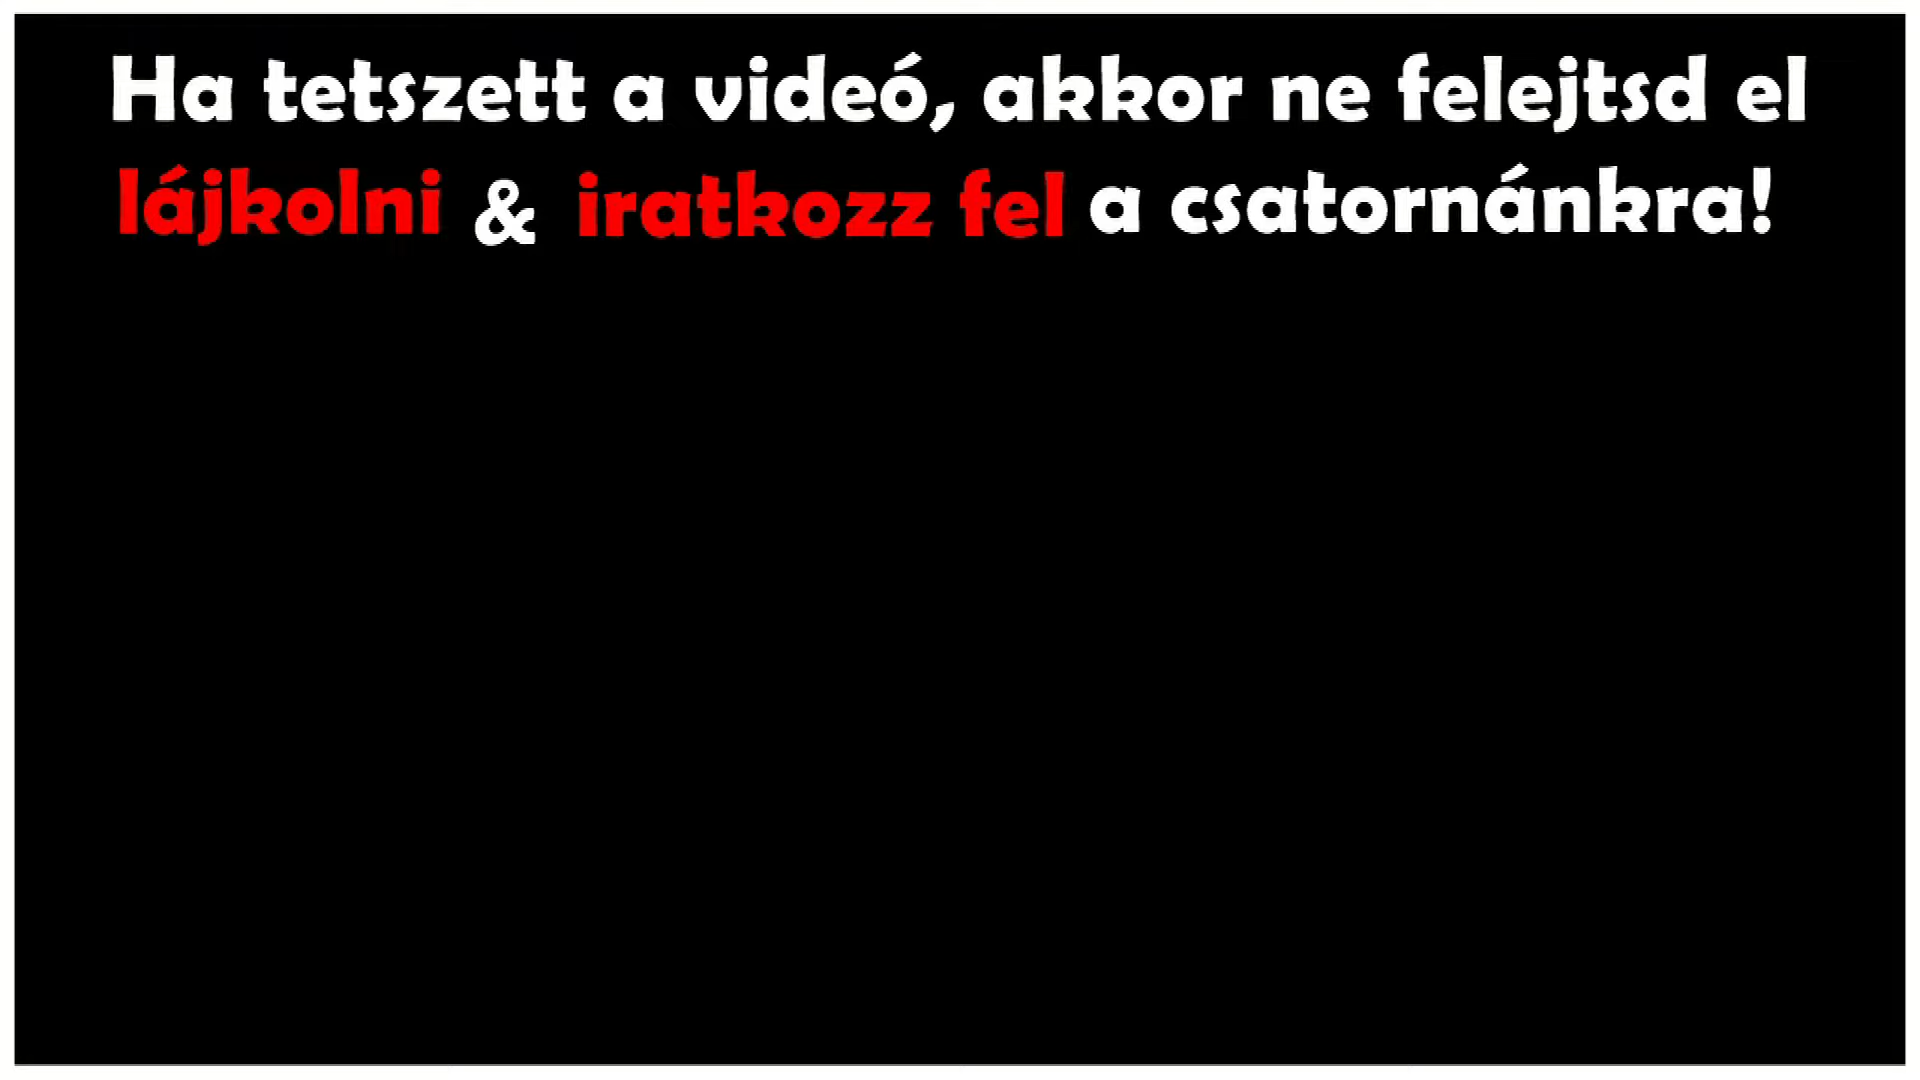 Ha tetszett a videó, akkor ne felejtsd el
lájkolni & iratkozz fel a csatornánkra!